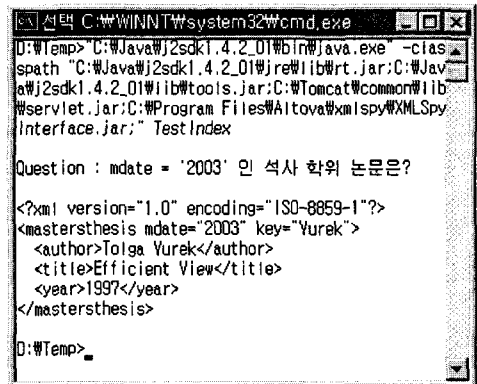 선택 C:₩WINNT₩system32₩cmd.exe
D:₩Temp>"C:₩Java₩j2sdk1.4.2_01₩bin₩java.exe" -clas
spath "C:₩Java₩j2sdk1.4.2_01₩jre₩lib₩rt.jar;C:₩Jav
a₩j2sdk1.4.2_01₩lib₩tools.jar;C:₩Tomcat₩common₩lib
₩servlet.jar;C:₩Program Files₩Altova₩xmlspy₩XMLSpy
Interface.jar;" TestIndex
Question : mdate = '2003' 인 석사 학위 논문은?
<?xml version="1.0" encoding="ISO-8859-1"?>
<mastersthesis mdate="2003" key="Yurek">
<author>Tolga Yurek</author>
<title>Efficient View</title>
<year>1997</year>
</mastersthesis>
D:₩Temp>_